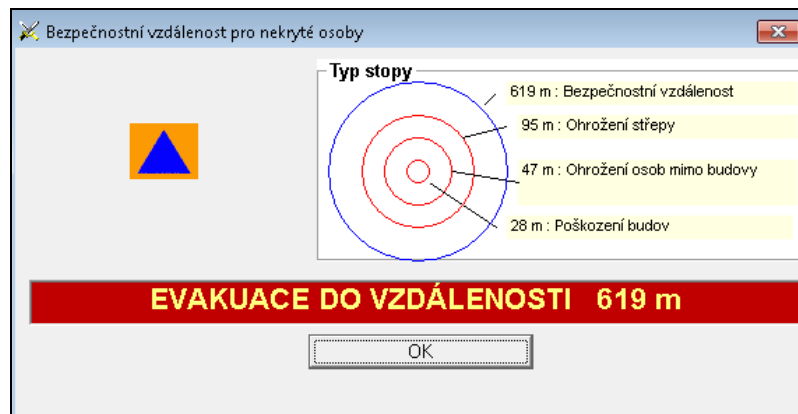 Bezpečnostní vzdálenost pro nekryté osoby
Typ stopy
619 m : Bezpečnostní vzdálenost
95 m : Ohrožení střepy
47 m : Ohrožení osob mimo budovy
28 m : Poškození budov
EVAKUACE DO VZDÁLENOSTI 619 m
OK